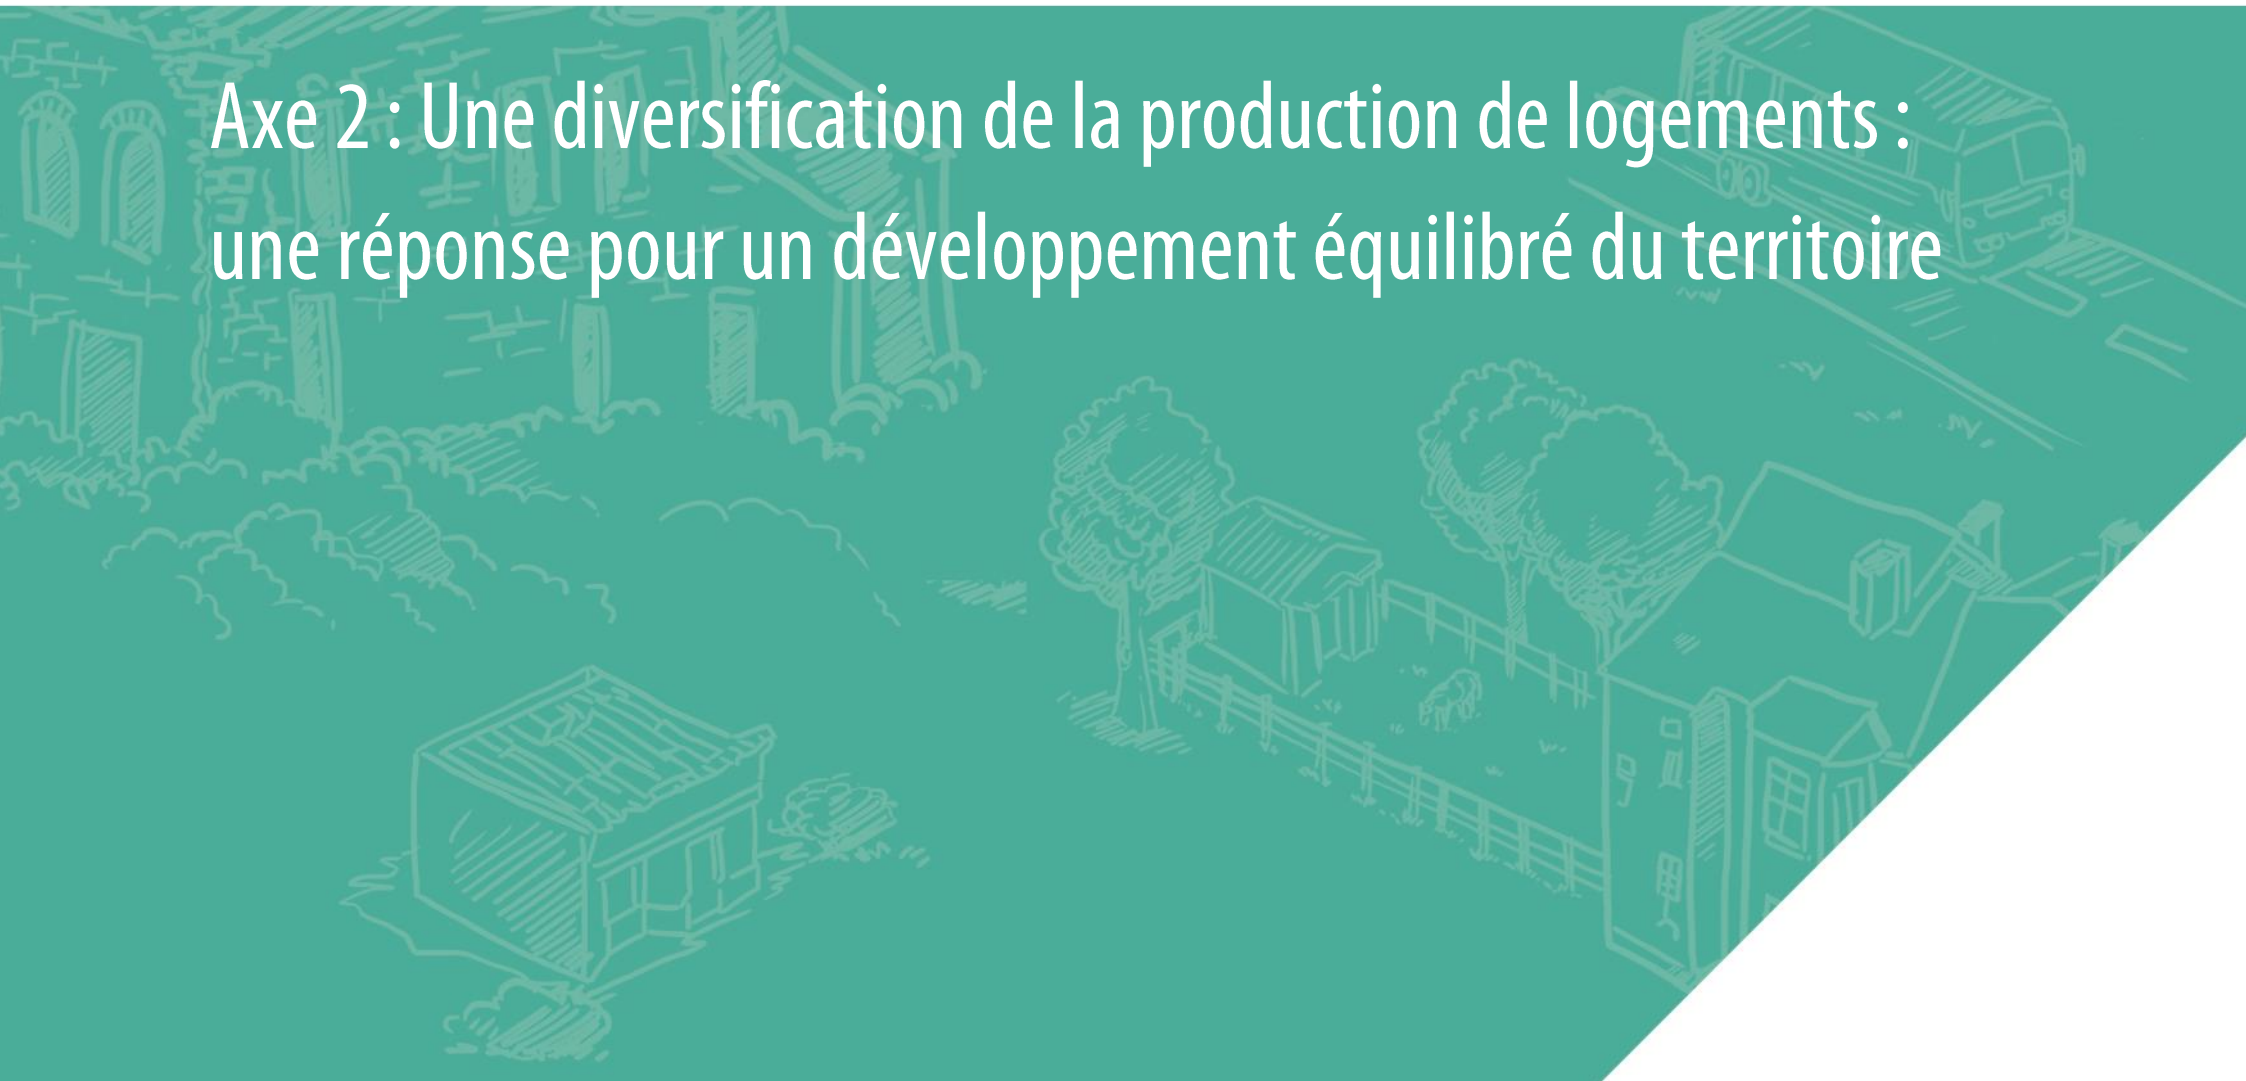 Axe 2 : Une diversification de la production de logements :
une réponse pour un développement équilibré du territoire